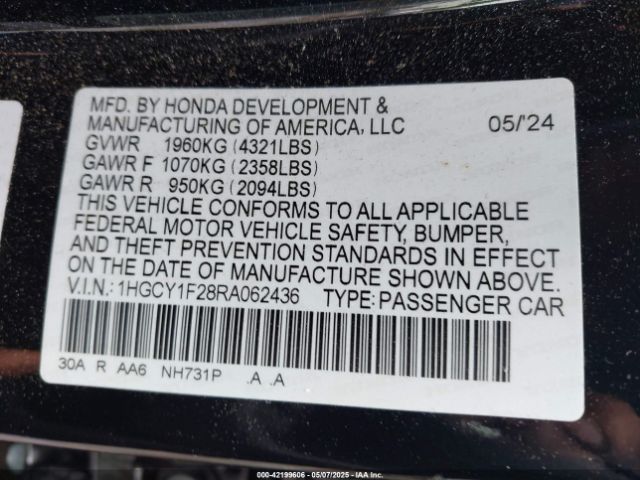 MFD. BY HONDA DEVELOPMENT &
MANUFACTURING OF AMERICA, LLC 05/'24
GVWR 1960KG (4321LBS)
GAWR F 1070KG (2358LBS)
GAWR R 950KG (2094LBS)
THIS VEHICLE CONFORMS TO ALL APPLICABLE
FEDERAL MOTOR VEHICLE SAFETY, BUMPER,
AND THEFT PREVENTION STANDARDS IN EFFECT
ON THE DATE OF MANUFACTURE SHOWN ABOVE.
V.I.N.: 1HGCY1F28RA062436 TYPE: PASSENGER CAR
30A R AA6 NH731P .A .A
000-42199606 - 05/07/2025 - IAA Inc.